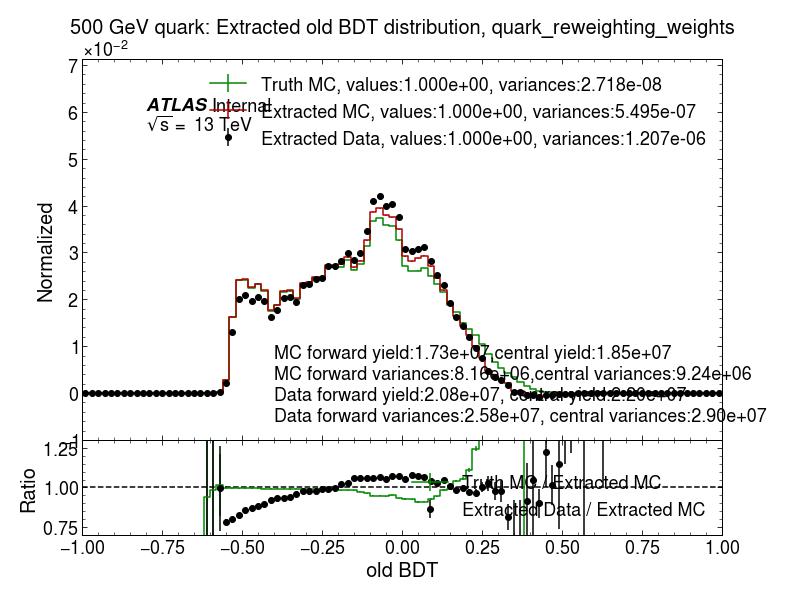 500 GeV quark: Extracted old BDT distribution, quark_reweighting_weights
×10⁻²
7
6
5
4
3
2
1
0
1
Normalized
Truth MC, values:1.000e+00, variances:2.718e-08
ATLAS Internal
Extracted MC, values:1.000e+00, variances:5.495e-07
√s = 13 TeV
Extracted Data, values:1.000e+00, variances:1.207e-06
MC forward yield:1.73e+07,central yield:1.85e+07
MC forward variances:8.16e+06,central variances:9.24e+06
Data forward yield:2.08e+07, central yield:
Data forward variances:2.58e+07, central variances:2.90e+07
1.25
1.00
0.75
Ratio
Truth MC / Extracted MC
Extracted Data / Extracted MC
−1.00 −0.75 −0.50 −0.25 0.00 0.25 0.50 0.75 1.00
old BDT